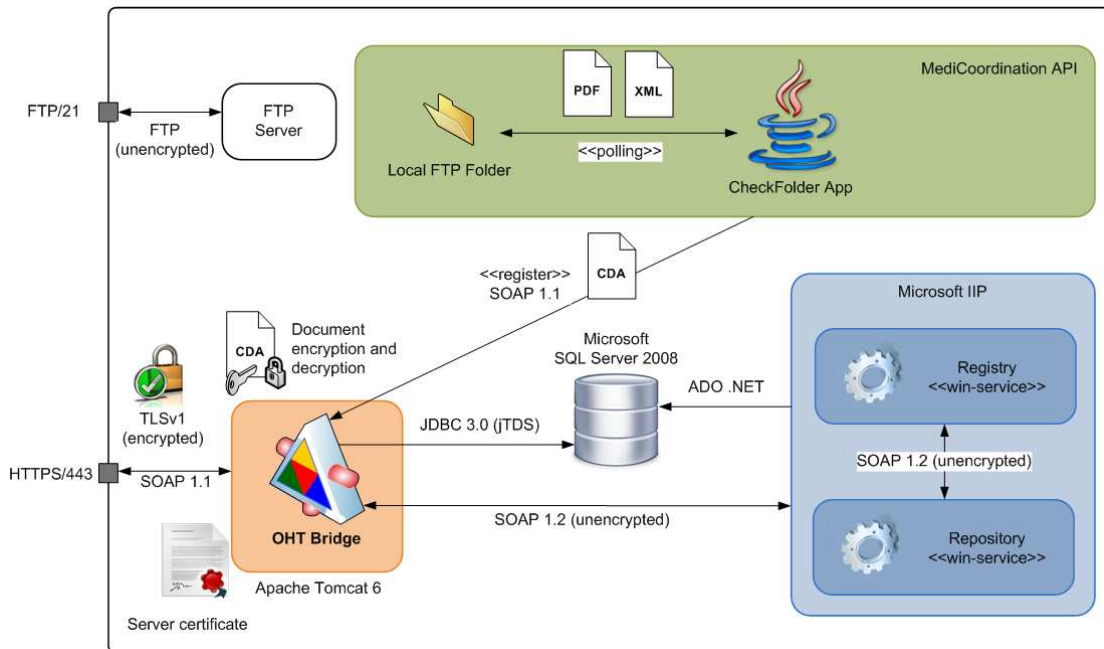 MediCoordination API
PDF
XML
FTP/21
FTP
Server
FTP
(unencrypted)
<<polling>>
Local FTP Folder
CheckFolder App
<<register>>
SOAP 1.1
CDA
Microsoft IIP
Document
encryption and
decryption
CDA
Microsoft
SQL Server 2008
Registry
<<win-service>>
ADO .NET
TLSv1
(encrypted)
JDBC 3.0 (jTDS)
SOAP 1.2 (unencrypted)
HTTPS/443
SOAP 1.1
SOAP 1.2 (unencrypted)
OHT Bridge
Repository
<<win-service>>
Apache Tomcat 6
Server certificate